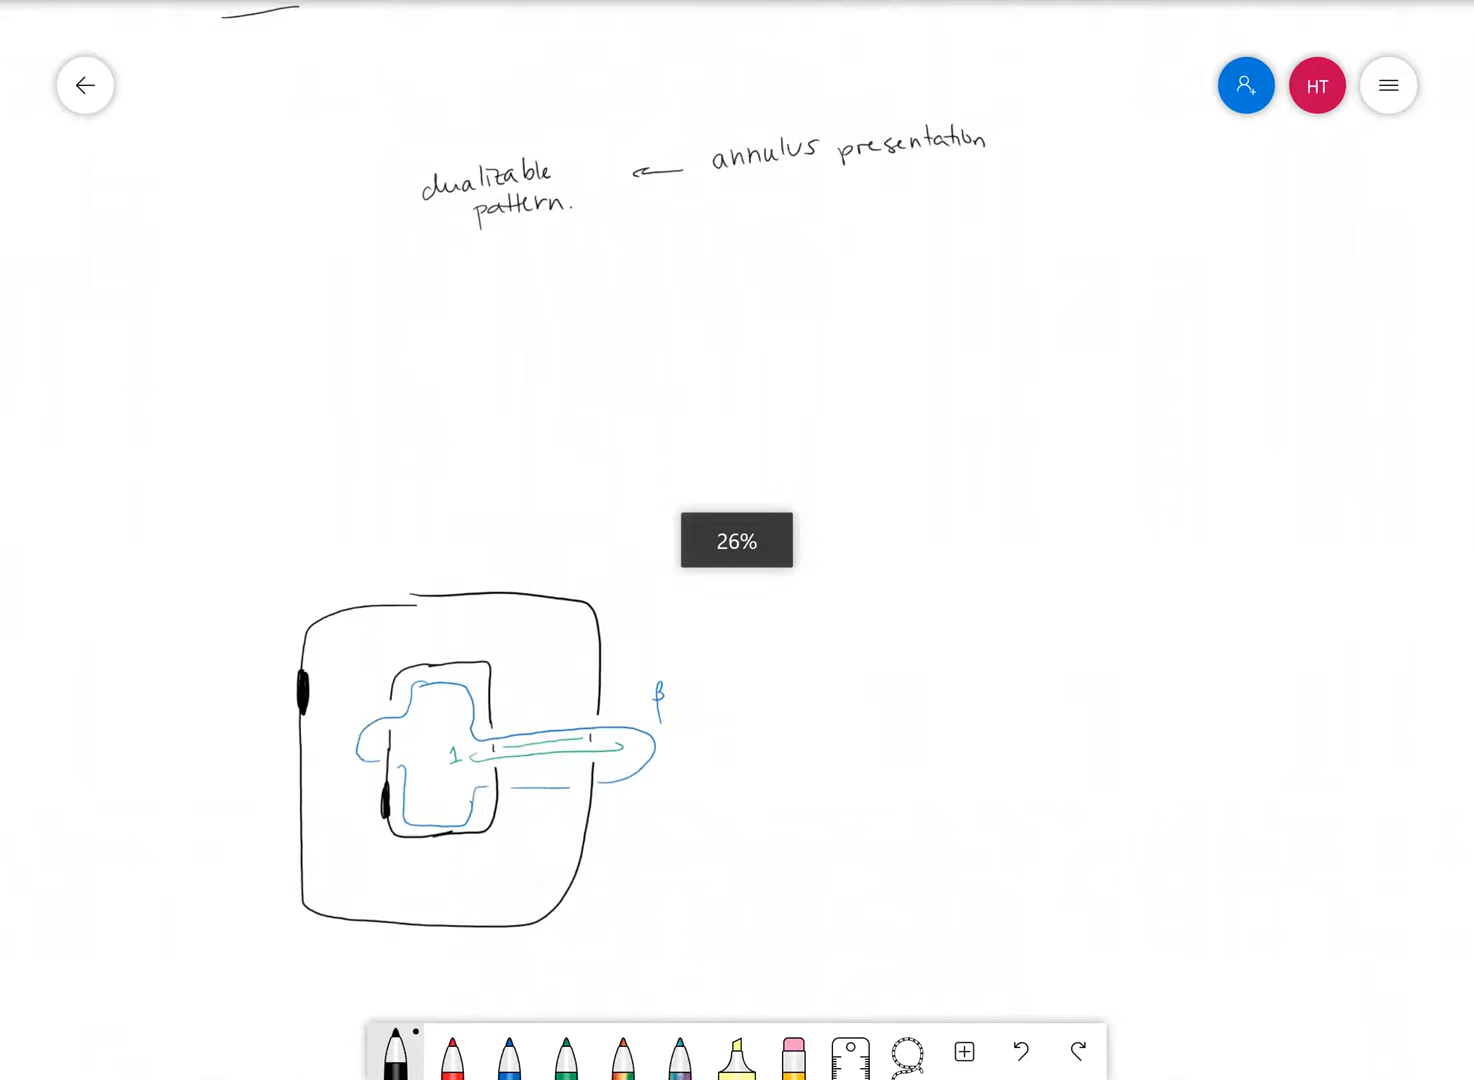 HT
annulus presentation
dualizable
pattern.
26%
β
1